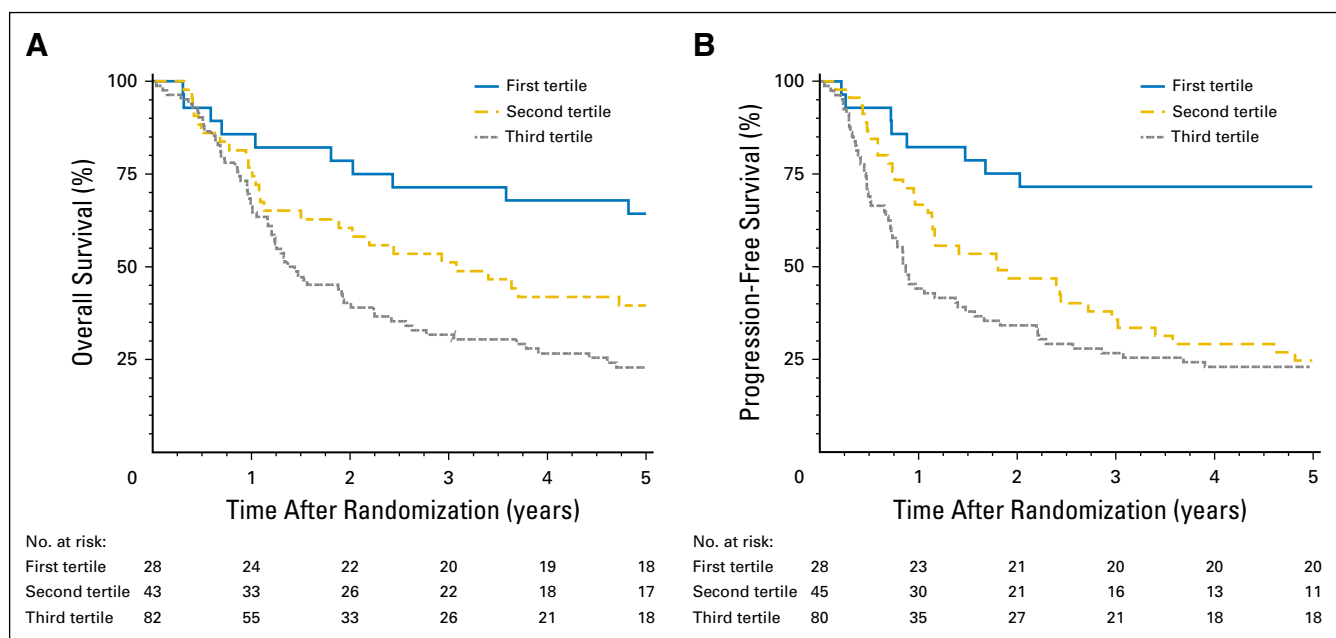 A
Overall Survival (%)
100
75
50
25
0
1
2
3
4
5
First tertile
Second tertile
Third tertile
Time After Randomization (years)
No. at risk:
First tertile 28 24 22 20 19 18
Second tertile 43 33 26 22 18 17
Third tertile 82 55 33 26 21 18
B
Progression-Free Survival (%)
100
75
50
25
0
1
2
3
4
5
First tertile
Second tertile
Third tertile
Time After Randomization (years)
No. at risk:
First tertile 28 23 21 20 20 20
Second tertile 45 30 21 16 13 11
Third tertile 80 35 27 21 18 18